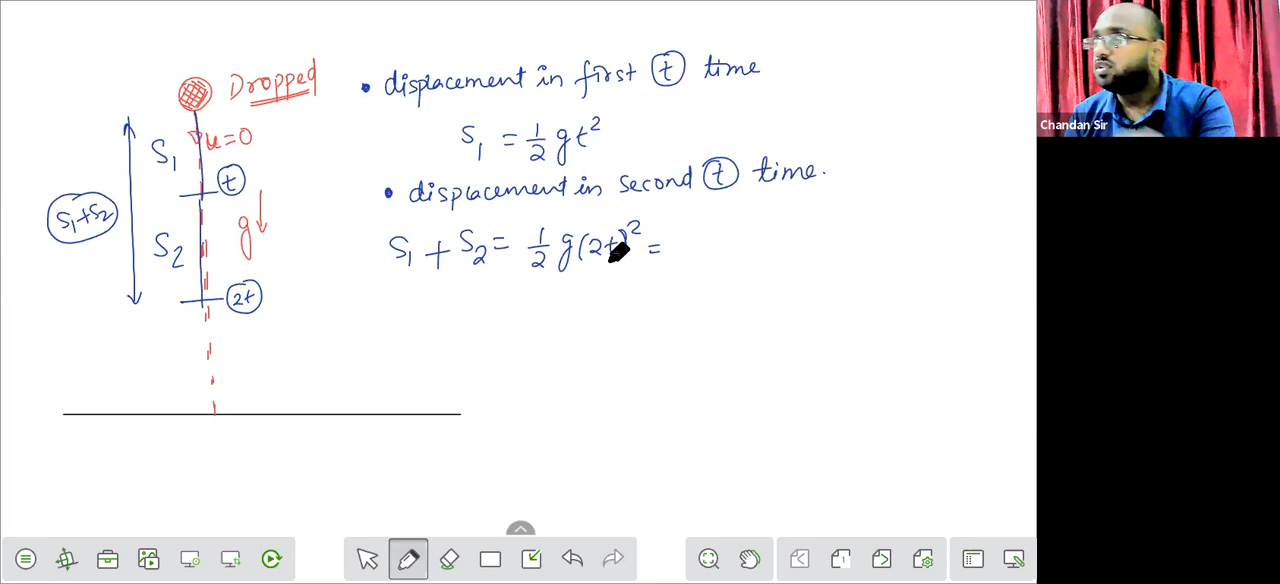 Dropped
u=0
S1
t
S1+S2
g
S2
2t
• displacement in first t time
S1 = 1/2 gt²
• displacement in second t time.
S1 + S2 = 1/2 g(2t)² =
Chandan Sir
1